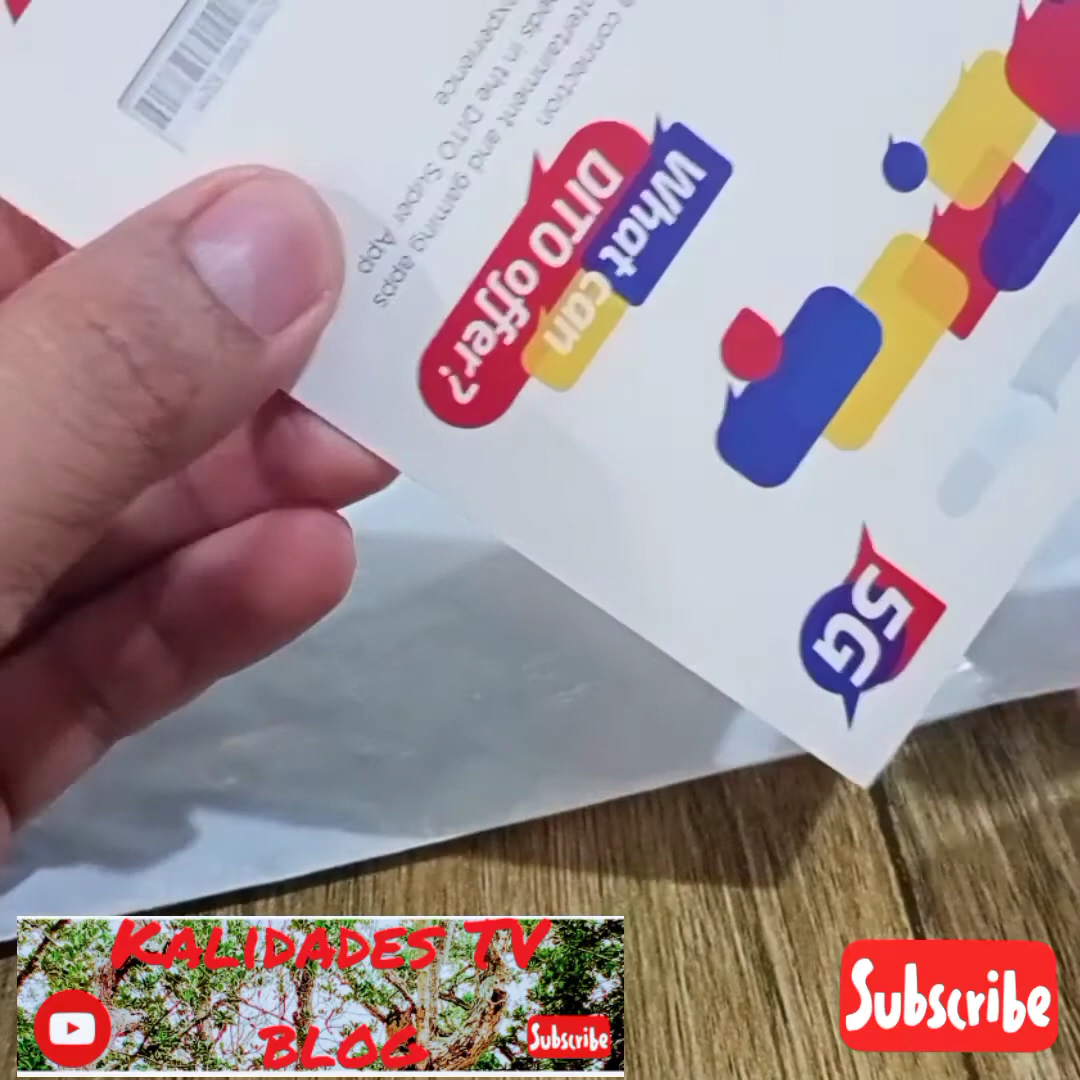 What can
DITO offer?
connection
entertainment and gaming apps
in the DITO Super App
experience
5G
KALIDADES TV
BLOG
Subscribe
Subscribe